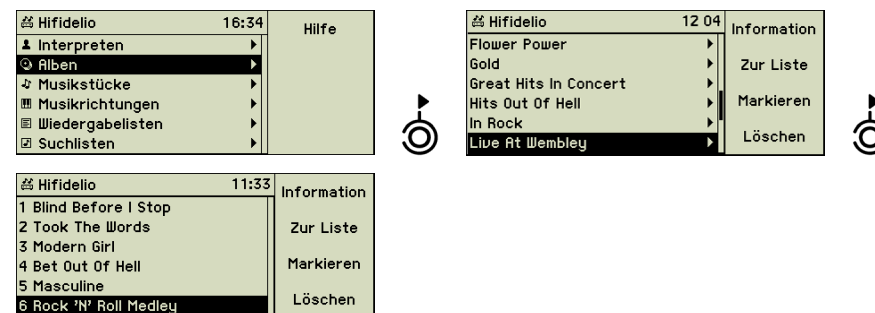 Hifidelio 16:34
Hilfe
Interpreten
Alben
Musikstücke
Musikrichtungen
Wiedergabelisten
Suchlisten
Hifidelio 12 04
Information
Flower Power
Gold
Zur Liste
Great Hits In Concert
Hits Out Of Hell
Markieren
In Rock
Live At Wembley
Löschen
Hifidelio 11:33
Information
1 Blind Before I Stop
2 Took The Words
Zur Liste
3 Modern Girl
4 Bet Out Of Hell
Markieren
5 Masculine
6 Rock 'N' Roll Medley
Löschen